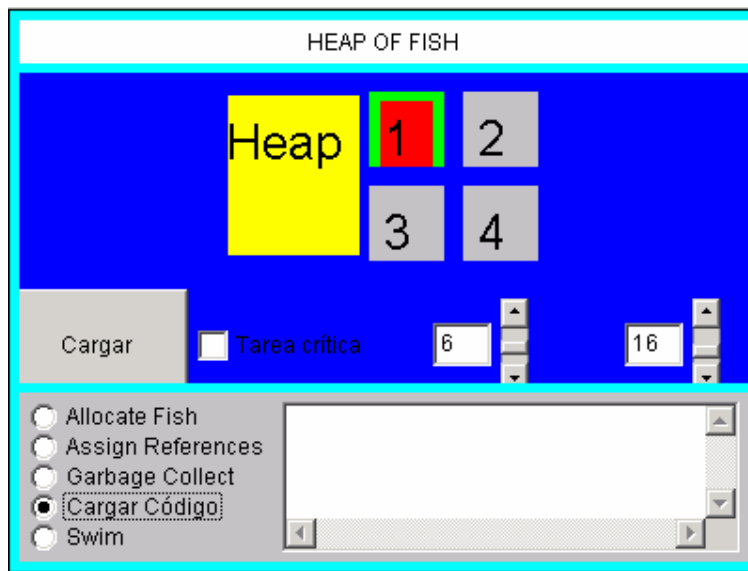 HEAP OF FISH
Heap 1 2
3 4
Cargar Tarea crítica 6 16
Allocate Fish
Assign References
Garbage Collect
Cargar Código
Swim